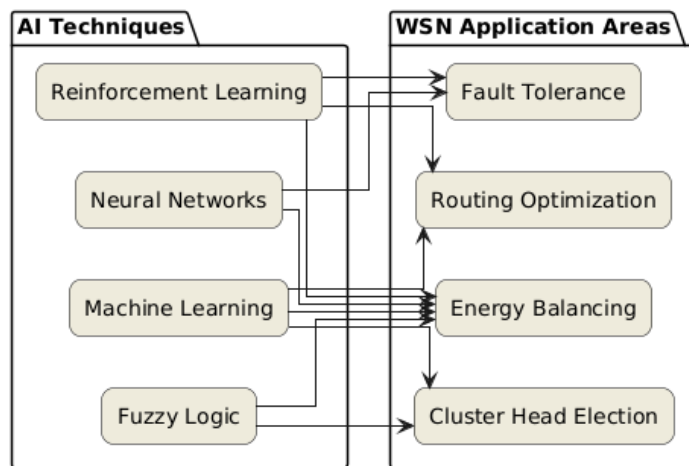 AI Techniques
WSN Application Areas
Reinforcement Learning
Fault Tolerance
Neural Networks
Routing Optimization
Machine Learning
Energy Balancing
Fuzzy Logic
Cluster Head Election